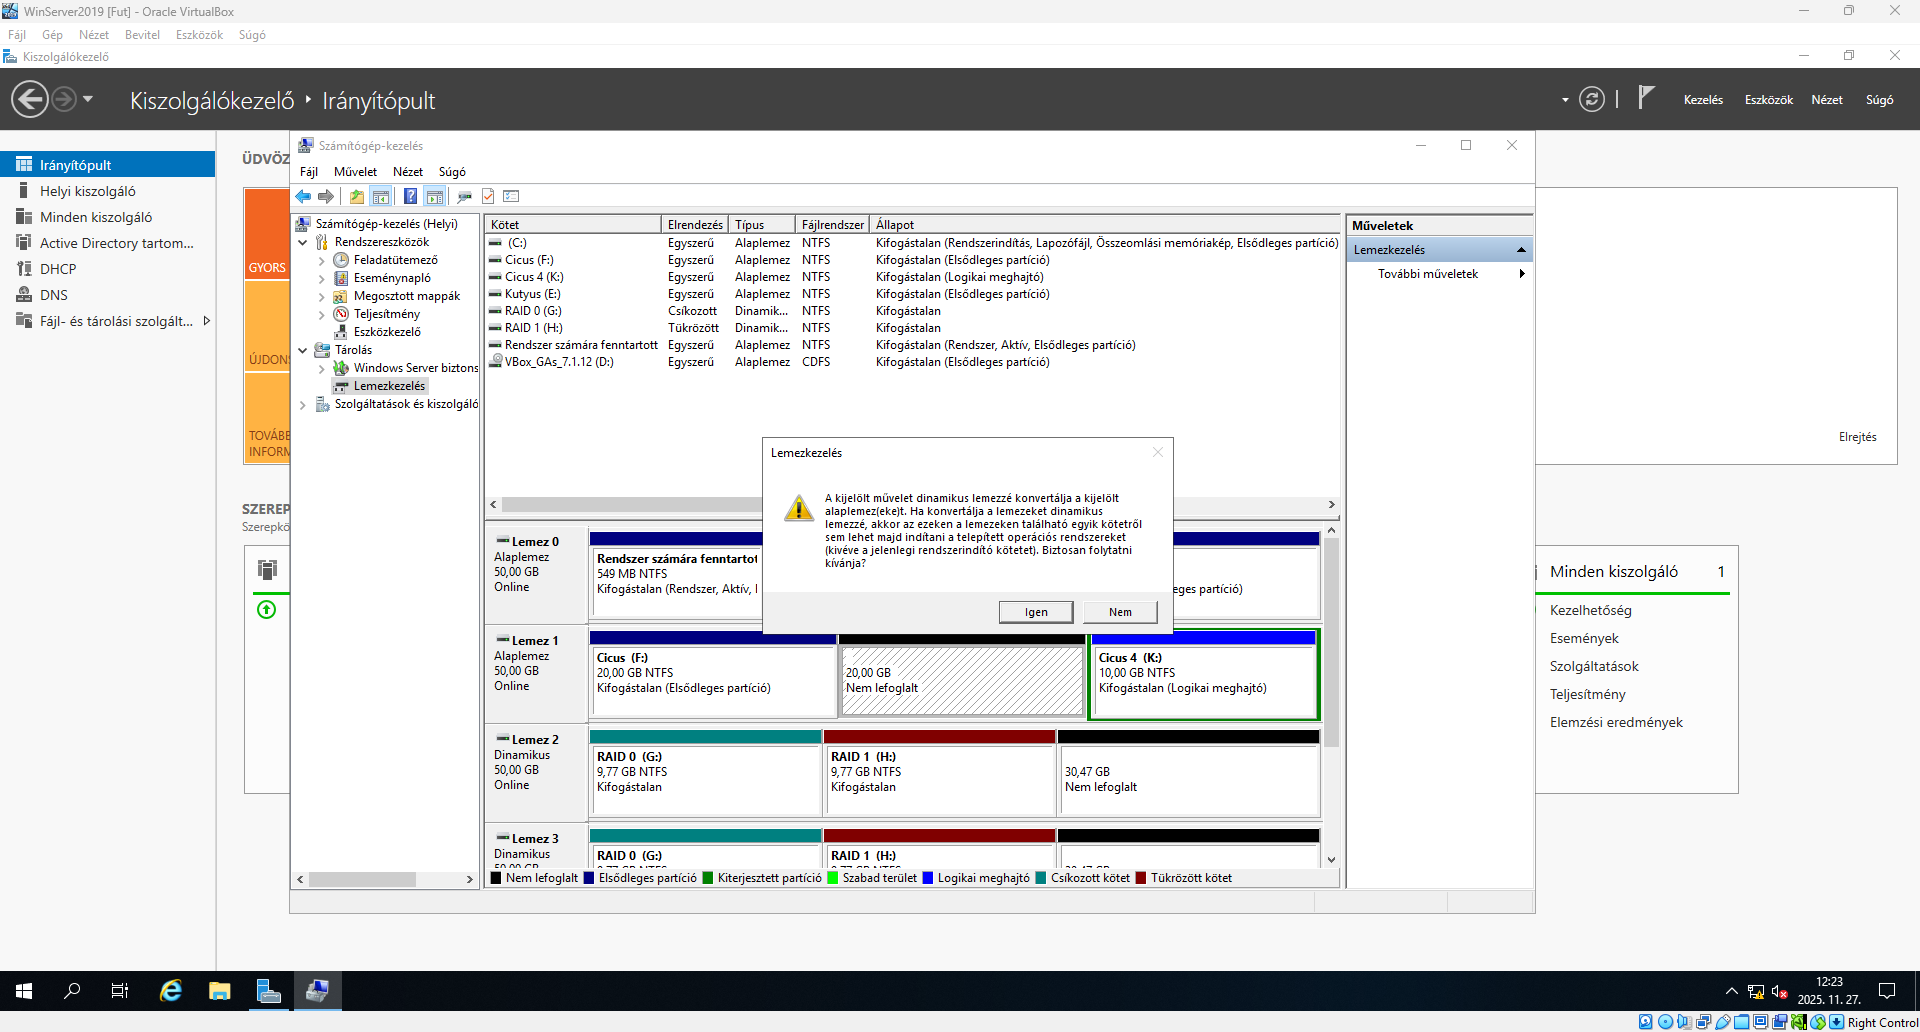 WinServer2019 [Fut] - Oracle VirtualBox
Fájl Gép Nézet Bevitel Eszközök Súgó
Kiszolgálókezelő
Kiszolgálókezelő Irányítópult
Kezelés Eszközök Nézet Súgó
Irányítópult
Helyi kiszolgáló
Minden kiszolgáló
Active Directory tartom...
DHCP
DNS
Fájl- és tárolási szolgált...
ÜDVÖZ
GYORS
ÚJDON
TOVÁBB
INFORM
SZEREP
Szerepkö
Elrejtés
Számítógép-kezelés
Fájl Művelet Nézet Súgó
Számítógép-kezelés (Helyi)
Rendszereszközök
Feladatütemező
Eseménynapló
Megosztott mappák
Teljesítmény
Eszközkezelő
Tárolás
Windows Server biztons
Lemezkezelés
Szolgáltatások és kiszolgáló
Kötet Elrendezés Típus Fájlrendszer Állapot
(C:) Egyszerű Alaplemez NTFS Kifogástalan (Rendszerindítás, Lapozófájl, Összeomlási memóriakép, Elsődleges partíció)
Cicus (F:) Egyszerű Alaplemez NTFS Kifogástalan (Elsődleges partíció)
Cicus 4 (K:) Egyszerű Alaplemez NTFS Kifogástalan (Logikai meghajtó)
Kutyus (E:) Egyszerű Alaplemez NTFS Kifogástalan (Elsődleges partíció)
RAID 0 (G:) Csíkozott Dinamik... NTFS Kifogástalan
RAID 1 (H:) Tükrözött Dinamik... NTFS Kifogástalan
Rendszer számára fenntartott Egyszerű Alaplemez NTFS Kifogástalan (Rendszer, Aktív, Elsődleges partíció)
VBox_GAs_7.1.12 (D:) Egyszerű Alaplemez CDFS Kifogástalan (Elsődleges partíció)
Műveletek
Lemezkezelés
További műveletek
Lemezkezelés
A kijelölt művelet dinamikus lemezzé konvertálja a kijelölt
alaplemez(eke)t. Ha konvertálja a lemezeket dinamikus
lemezzé, akkor az ezeken a lemezeken található egyik kötetről
sem lehet majd indítani a telepített operációs rendszereket
(kivéve a jelenlegi rendszerindító kötetet). Biztosan folytatni
kívánja?
Igen Nem
Lemez 0
Alaplemez
50,00 GB
Online
Rendszer számára fenntartot
549 MB NTFS
Kifogástalan (Rendszer, Aktív, 
eges partíció)
Lemez 1
Alaplemez
50,00 GB
Online
Cicus (F:)
20,00 GB NTFS
Kifogástalan (Elsődleges partíció)
20,00 GB
Nem lefoglalt
Cicus 4 (K:)
10,00 GB NTFS
Kifogástalan (Logikai meghajtó)
Lemez 2
Dinamikus
50,00 GB
Online
RAID 0 (G:)
9,77 GB NTFS
Kifogástalan
RAID 1 (H:)
9,77 GB NTFS
Kifogástalan
30,47 GB
Nem lefoglalt
Lemez 3
Dinamikus
RAID 0 (G:)
RAID 1 (H:)
Nem lefoglalt Elsődleges partíció Kiterjesztett partíció Szabad terület Logikai meghajtó Csíkozott kötet Tükrözött kötet
Minden kiszolgáló 1
Kezelhetőség
Események
Szolgáltatások
Teljesítmény
Elemzési eredmények
12:23
2025. 11. 27.
Right Control